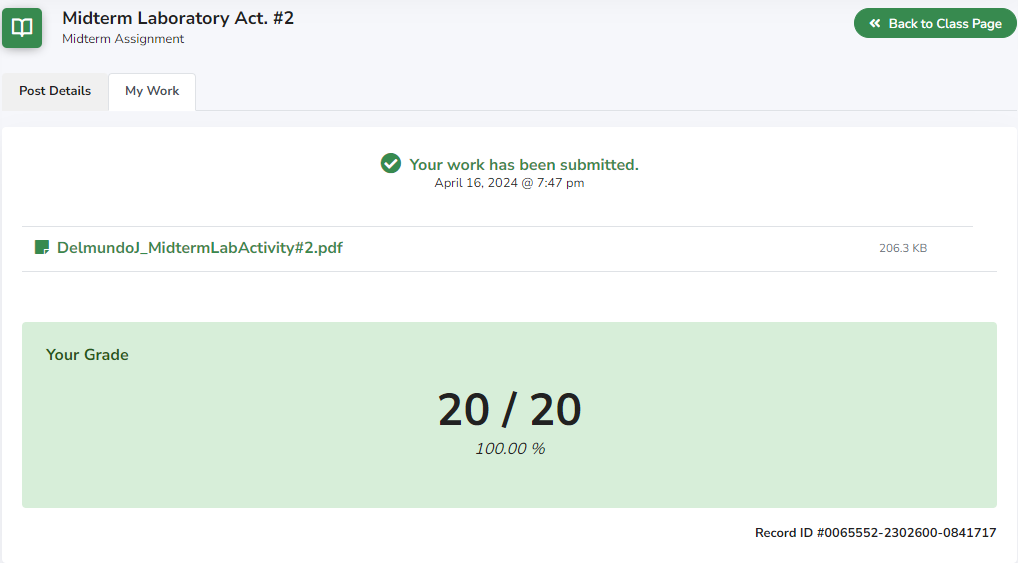 Midterm Laboratory Act. #2
Midterm Assignment
Back to Class Page
Post Details
My Work
Your work has been submitted.
April 16, 2024 @ 7:47 pm
DelmundoJ_MidtermLabActivity#2.pdf
206.3 KB
Your Grade
20 / 20
100.00 %
Record ID #0065552-2302600-0841717